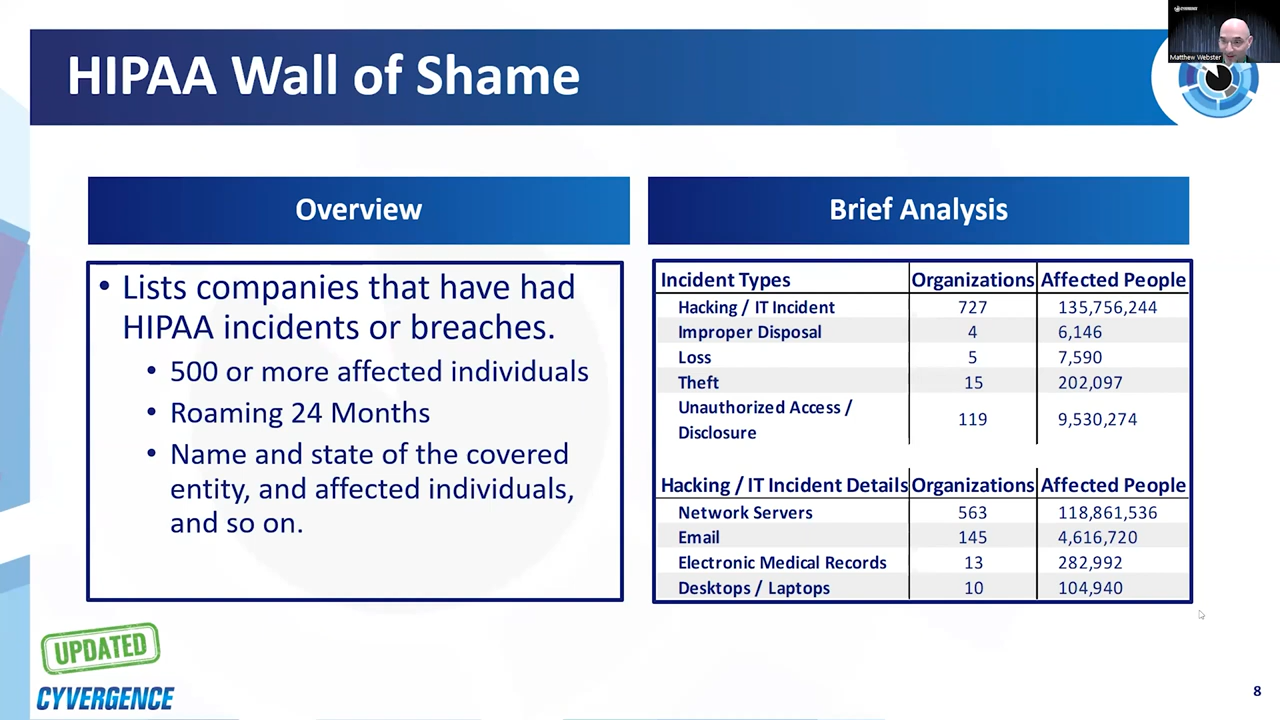 CYVERGENCE
Matthew Webster
HIPAA Wall of Shame
Overview
• Lists companies that have had
HIPAA incidents or breaches.
• 500 or more affected individuals
• Roaming 24 Months
• Name and state of the covered
entity, and affected individuals,
and so on.
Brief Analysis
Incident Types Organizations Affected People
Hacking / IT Incident 727 135,756,244
Improper Disposal 4 6,146
Loss 5 7,590
Theft 15 202,097
Unauthorized Access /
Disclosure 119 9,530,274
Hacking / IT Incident Details Organizations Affected People
Network Servers 563 118,861,536
Email 145 4,616,720
Electronic Medical Records 13 282,992
Desktops / Laptops 10 104,940
UPDATED
CYVERGENCE
8